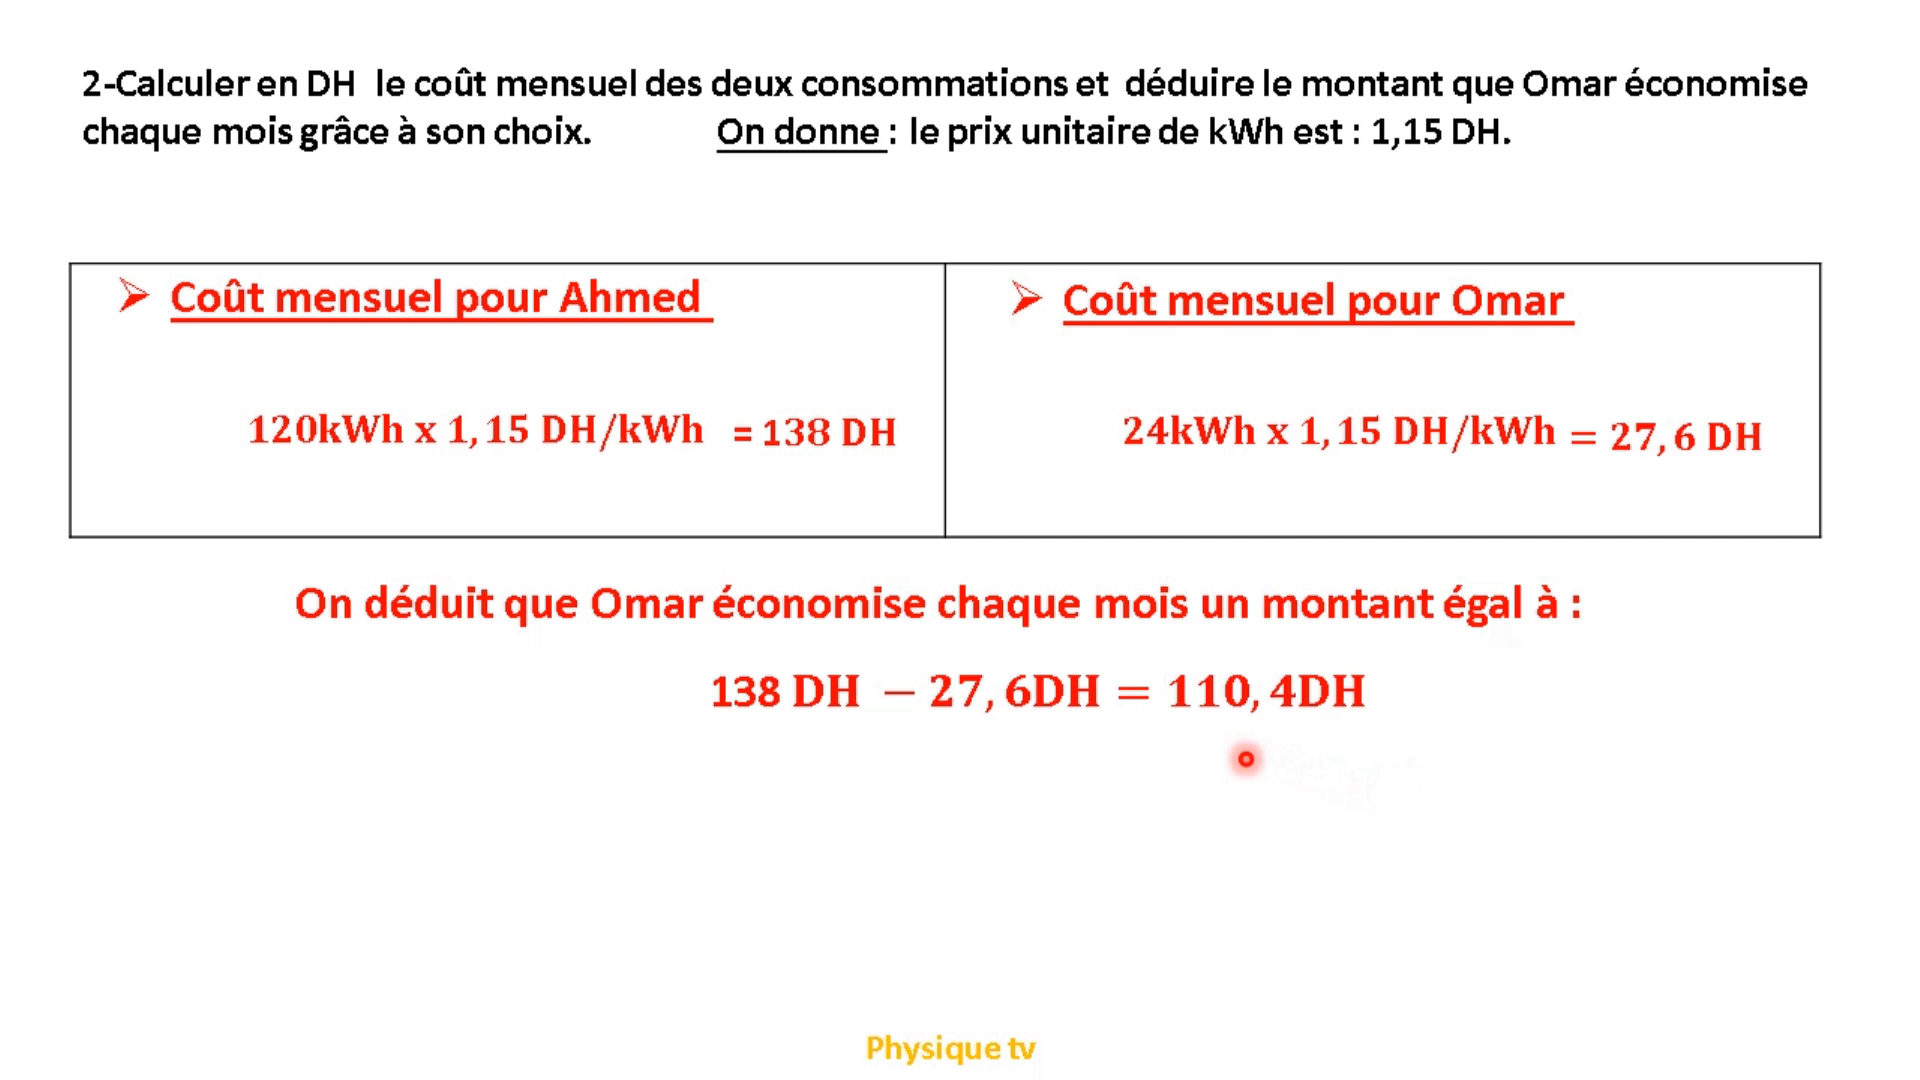 2-Calculer en DH le coût mensuel des deux consommations et déduire le montant que Omar économise
chaque mois grâce à son choix. On donne : le prix unitaire de kWh est : 1,15 DH.
➢ Coût mensuel pour Ahmed
120kWh x 1,15 DH/kWh = 138 DH
➢ Coût mensuel pour Omar
24kWh x 1,15 DH/kWh = 27,6 DH
On déduit que Omar économise chaque mois un montant égal à :
138 DH − 27,6DH = 110,4DH
Physique tv